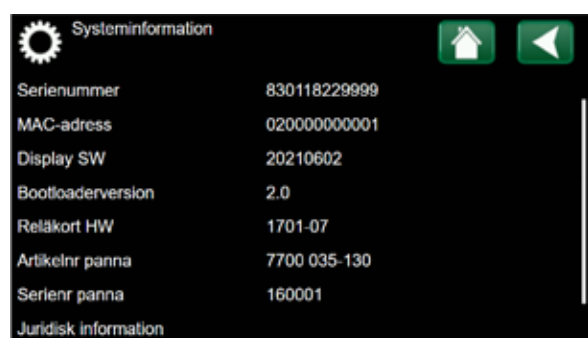 Systeminformation
Serienummer 830118229999
MAC-adress 020000000001
Display SW 20210602
Bootloaderversion 2.0
Reläkort HW 1701-07
Artikelnr panna 7700 035-130
Serienr panna 160001
Juridisk information